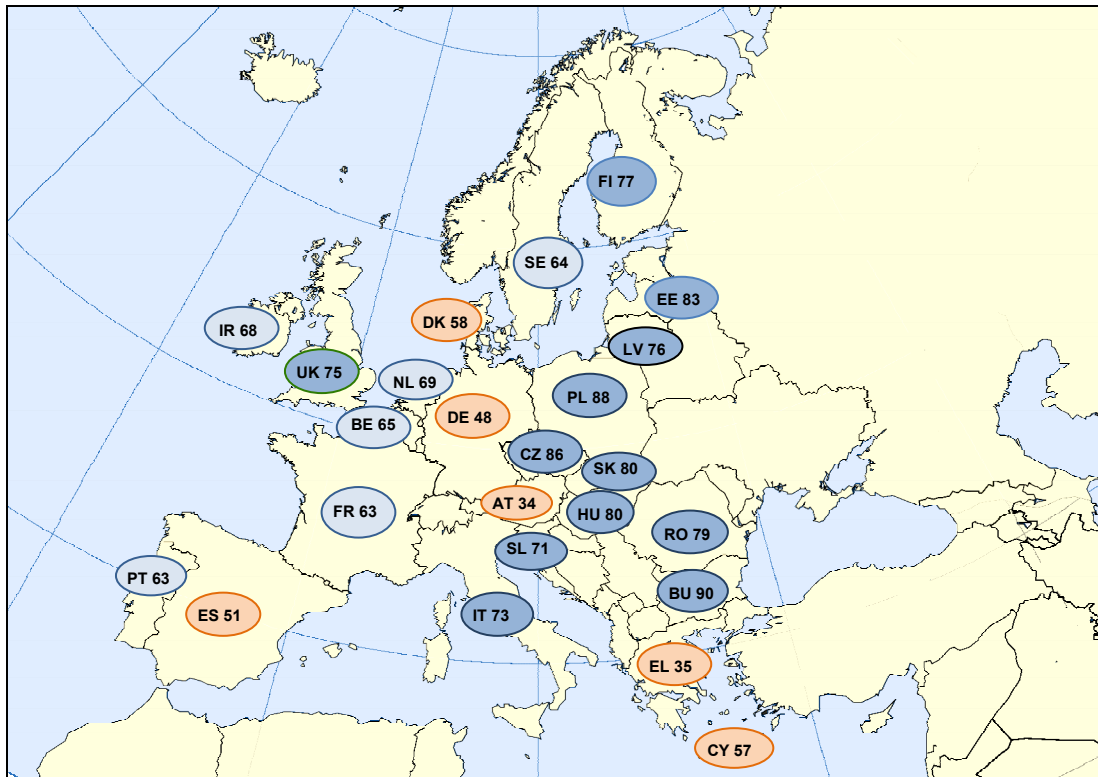 FI 77
SE 64
EE 83
DK 58
IR 68
LV 76
UK 75
NL 69
PL 88
DE 48
BE 65
CZ 86
SK 80
AT 34
FR 63
HU 80
RO 79
SL 71
PT 63
BU 90
ES 51
IT 73
EL 35
CY 57